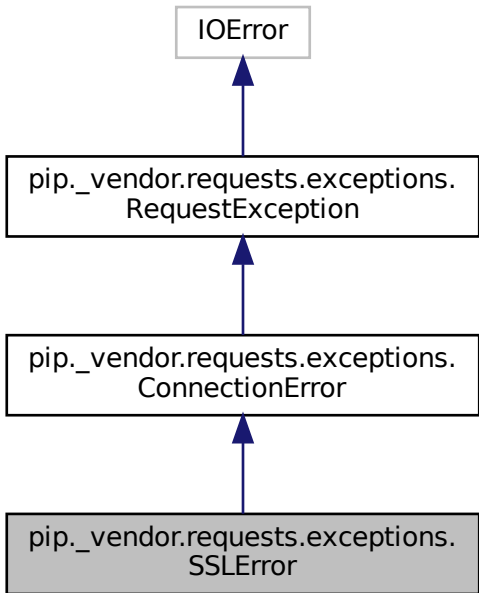 IOError
pip._vendor.requests.exceptions.
RequestException
pip._vendor.requests.exceptions.
ConnectionError
pip._vendor.requests.exceptions.
SSLError